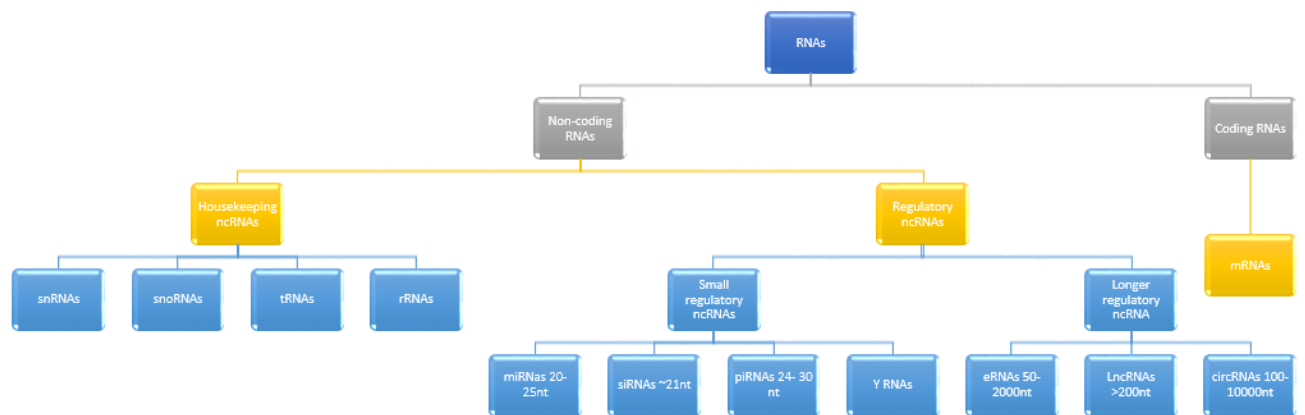 RNAs
Non-coding
RNAs
Coding RNAs
Housekeeping
ncRNAs
Regulatory
ncRNAs
mRNAs
snRNAs
snoRNAs
tRNAs
rRNAs
Small
regulatory
ncRNAs
Longer
regulatory
ncRNA
miRNas 20-
25nt
siRNAs ~21nt
piRNAs 24- 30
nt
Y RNAs
eRNAs 50-
2000nt
LncRNAs
>200nt
circRNAs 100-
10000nt